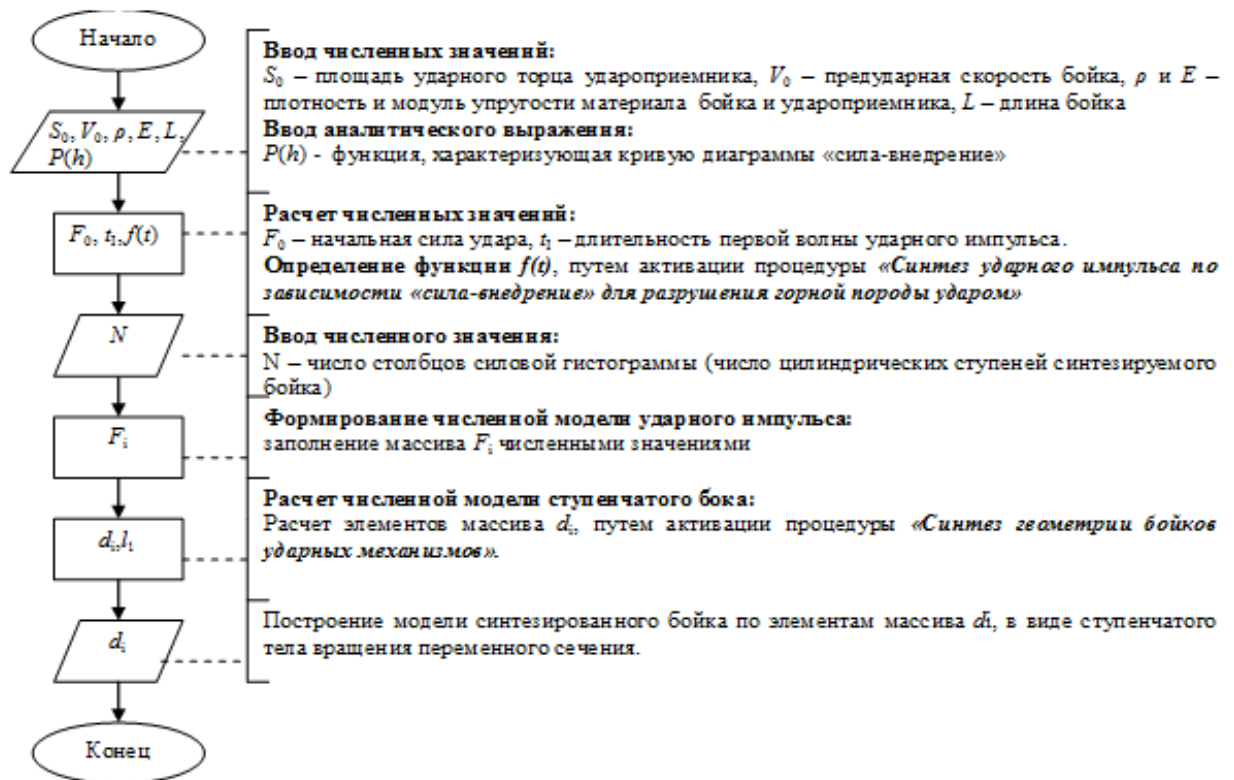 Начало
Ввод численных значений:
S₀ – площадь ударного торца удароприемника, V₀ – предударная скорость бойка, ρ и E –
плотность и модуль упругости материала бойка и удароприемника, L – длина бойка
Ввод аналитического выражения:
P(h) - функция, характеризующая кривую диаграммы «сила-внедрение»
S₀, V₀, ρ, E, L,
P(h)
Расчет численных значений:
F₀ – начальная сила удара, t₁ – длительность первой волны ударного импульса.
Определение функции f(t), путем активации процедуры «Синтез ударного импульса по
зависимости «сила-внедрение» для разрушения горной породы ударом»
F₀, t₁, f(t)
Ввод численного значения:
N – число столбцов силовой гистограммы (число цилиндрических ступеней синтезируемого
бойка)
N
Формирование численной модели ударного импульса:
заполнение массива Fᵢ численными значениями
Fᵢ
Расчет численной модели ступенчатого бока:
Расчет элементов массива dᵢ, путем активации процедуры «Синтез геометрии бойков
ударных механизмов».
dᵢ,l₁
Построение модели синтезированного бойка по элементам массива di, в виде ступенчатого
тела вращения переменного сечения.
dᵢ
Конец